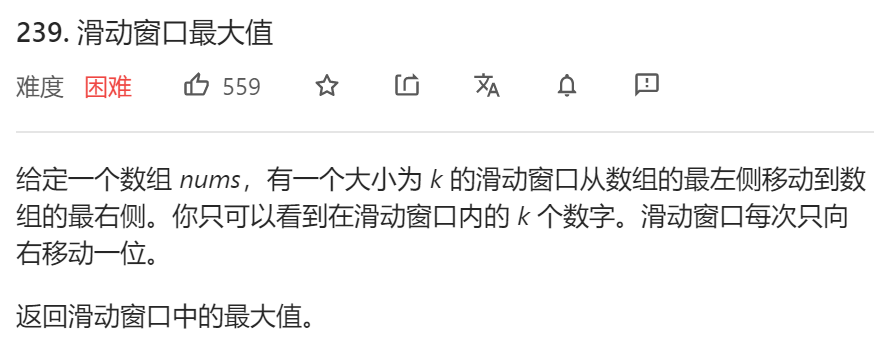 239. 滑动窗口最大值
难度 困难 559
给定一个数组 nums，有一个大小为 k 的滑动窗口从数组的最左侧移动到数
组的最右侧。你只可以看到在滑动窗口内的 k 个数字。滑动窗口每次只向
右移动一位。
返回滑动窗口中的最大值。